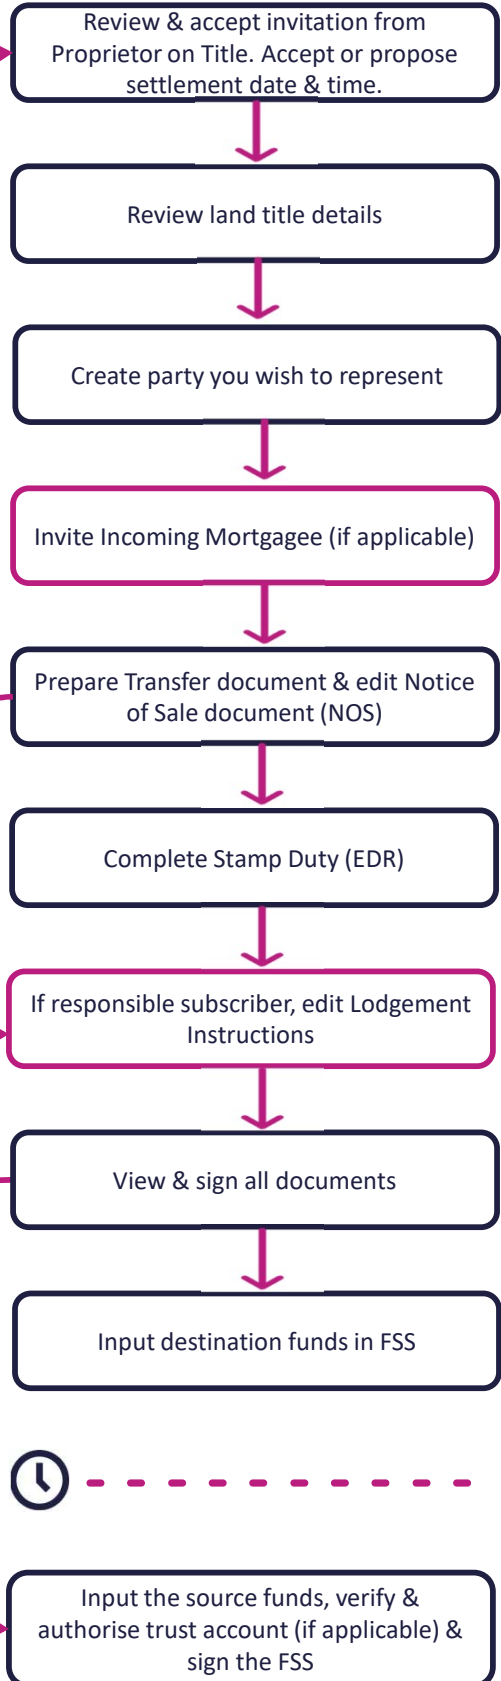 Review & accept invitation from
Proprietor on Title. Accept or propose
settlement date & time.
Review land title details
Create party you wish to represent
Invite Incoming Mortgagee (if applicable)
Prepare Transfer document & edit Notice
of Sale document (NOS)
Complete Stamp Duty (EDR)
If responsible subscriber, edit Lodgement
Instructions
View & sign all documents
Input destination funds in FSS
Input the source funds, verify &
authorise trust account (if applicable) &
sign the FSS